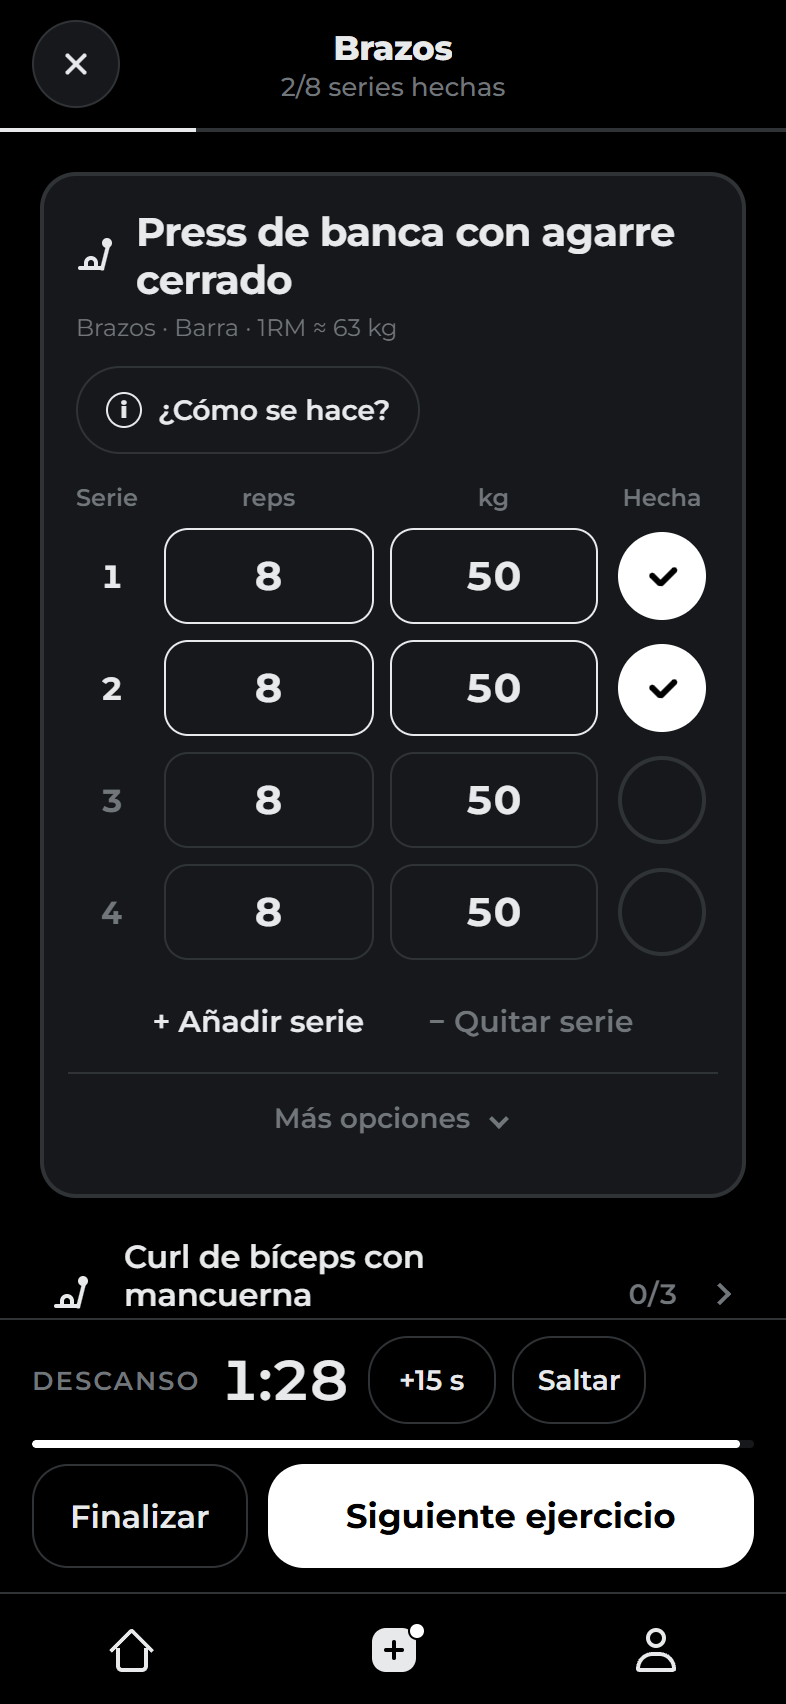 Brazos
2/8 series hechas
Press de banca con agarre
cerrado
Brazos · Barra · 1RM ≈ 63 kg
¿Cómo se hace?
Serie reps kg Hecha
1 8 50
2 8 50
3 8 50
4 8 50
+ Añadir serie − Quitar serie
Más opciones
Curl de bíceps con
mancuerna 0/3
DESCANSO 1:28 +15 s Saltar
Finalizar Siguiente ejercicio